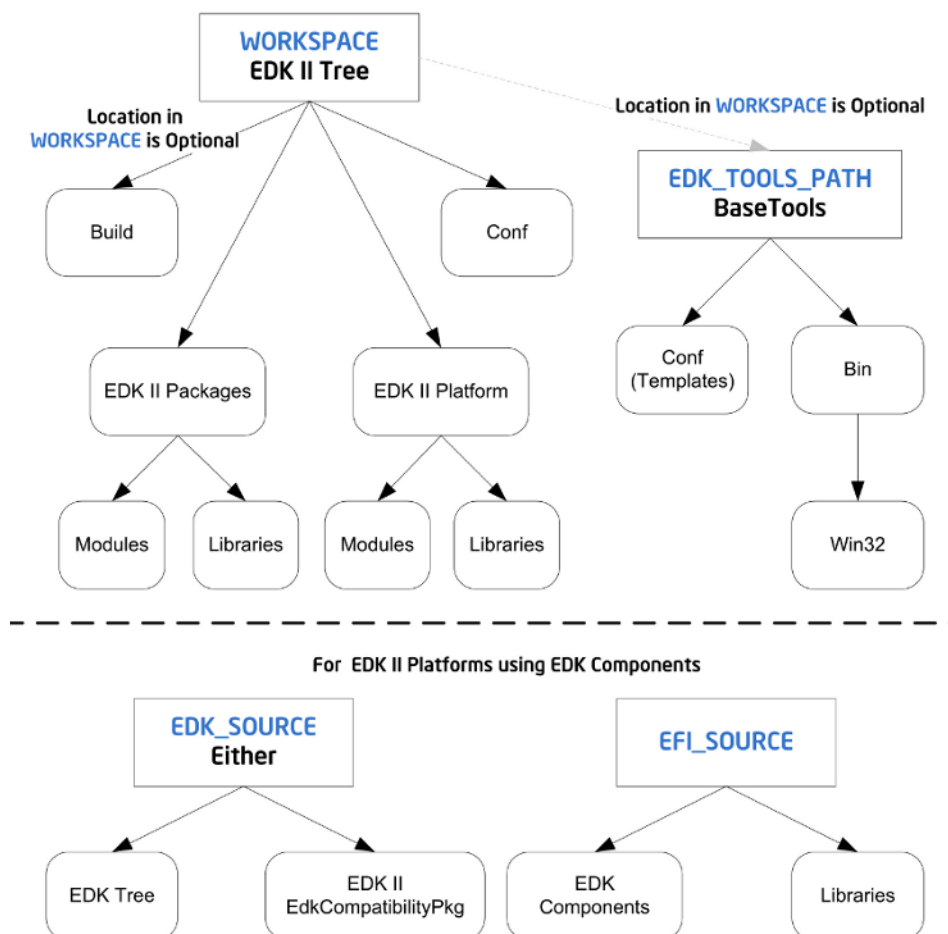 WORKSPACE
EDK II Tree
Location in
WORKSPACE is Optional
Location in WORKSPACE is Optional
EDK_TOOLS_PATH
BaseTools
Build
Conf
EDK II Packages
EDK II Platform
Conf
(Templates)
Bin
Modules
Libraries
Modules
Libraries
Win32
For EDK II Platforms using EDK Components
EDK_SOURCE
Either
EFI_SOURCE
EDK Tree
EDK II
EdkCompatibilityPkg
EDK
Components
Libraries